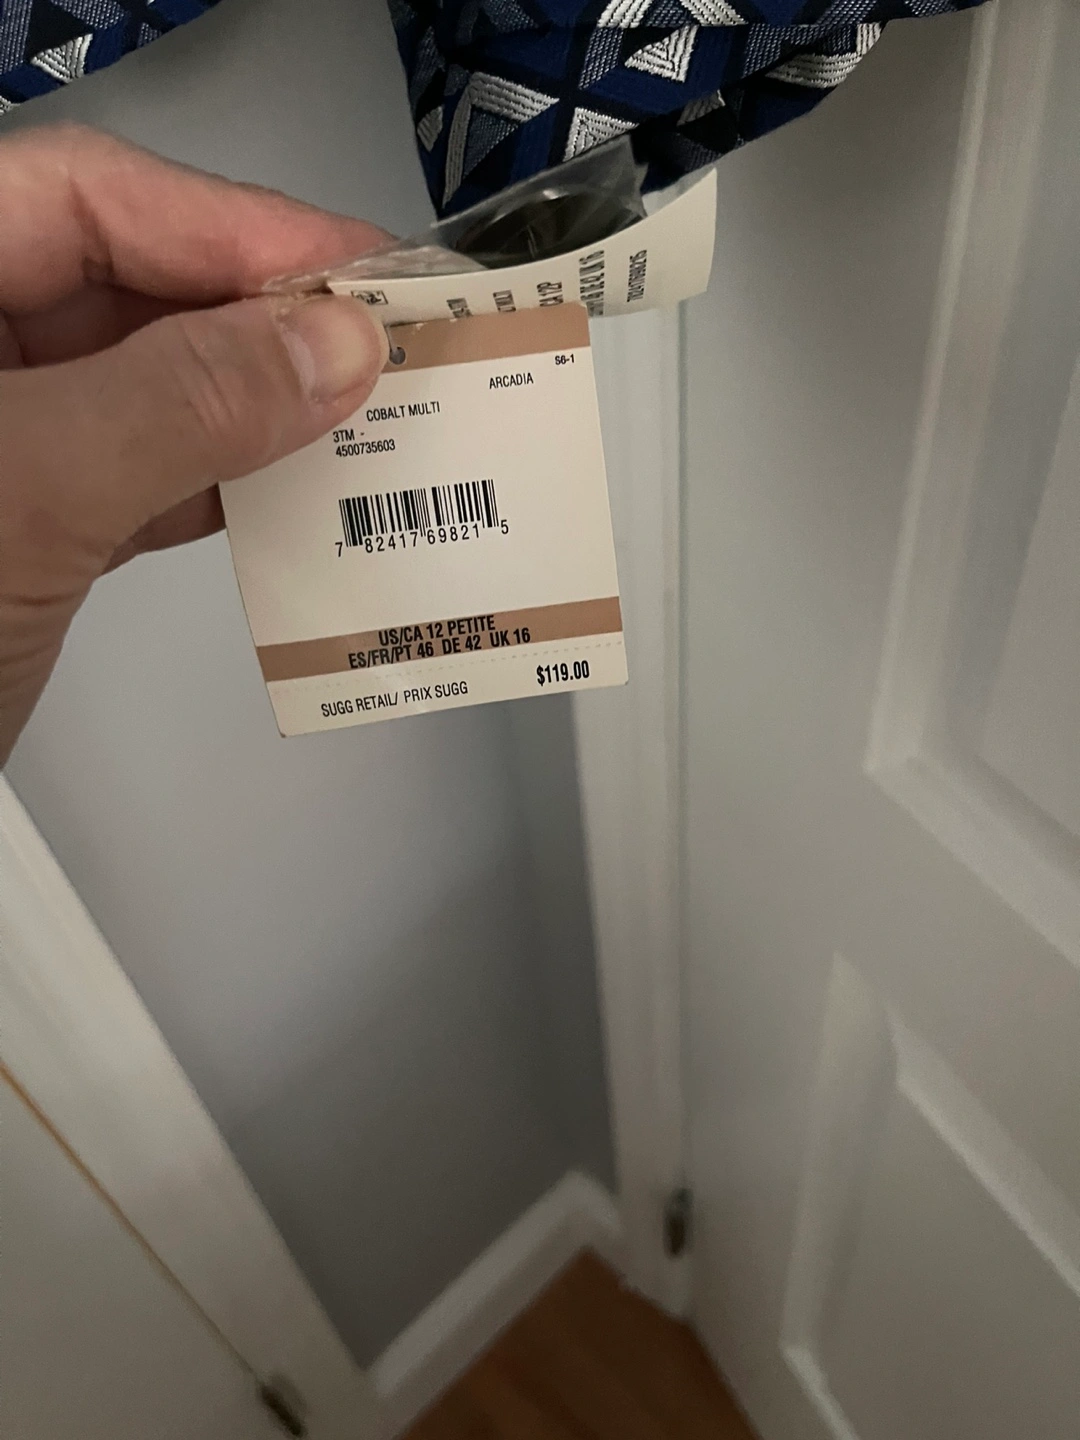 S6-1
ARCADIA
COBALT MULTI
3TM -
4500735603
7 82417 69821 5
US/CA 12 PETITE
ES/FR/PT 46 DE 42 UK 16
$119.00
SUGG RETAIL/ PRIX SUGG